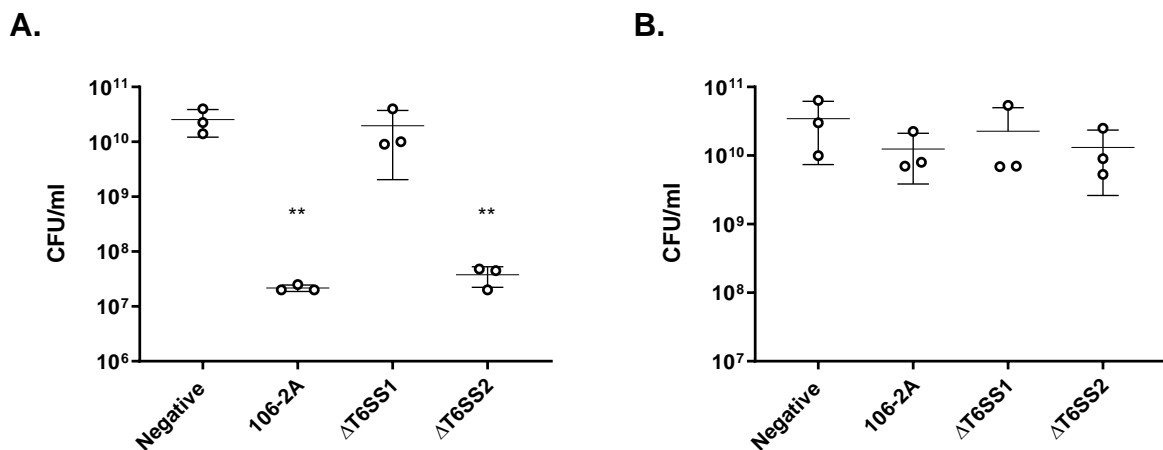 A.
CFU/ml
10¹¹
10¹⁰
10⁹
10⁸
10⁷
10⁶
**
**
Negative
106-2A
ΔT6SS1
ΔT6SS2
B.
CFU/ml
10¹¹
10¹⁰
10⁹
10⁸
10⁷
Negative
106-2A
ΔT6SS1
ΔT6SS2